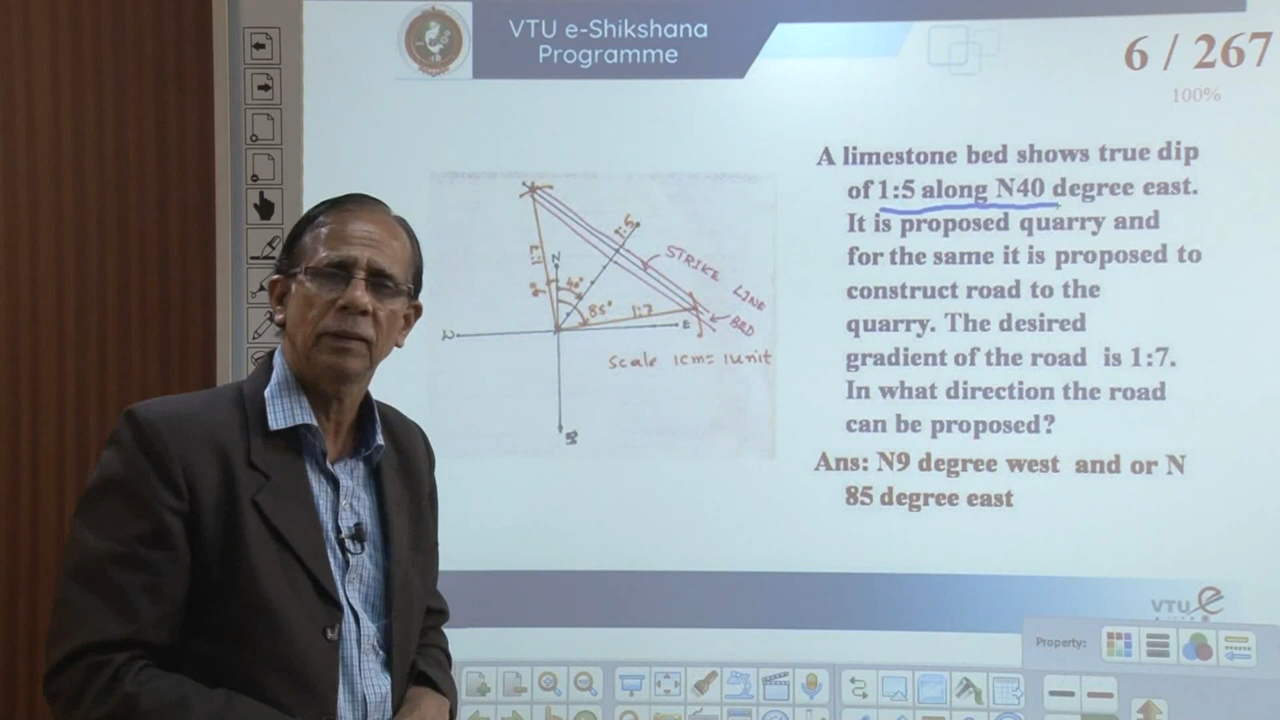 VTU e-Shikshana
Programme
6 / 267
100%
A limestone bed shows true dip
of 1:5 along N40 degree east.
It is proposed quarry and
for the same it is proposed to
construct road to the
quarry. The desired
gradient of the road is 1:7.
In what direction the road
can be proposed?
Ans: N9 degree west and or N
85 degree east
1:5
1:7
N
STRIKE LINE
9°
40°
85°
1:7
BED
W
E
Scale 1cm = 1unit
VTU e
Property: